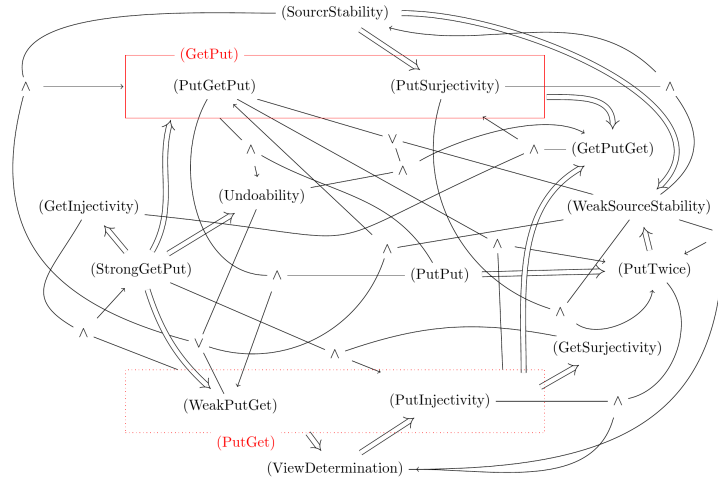 (SourcrStability)
(GetPut)
∧
(PutGetPut)
(PutSurjectivity)
∧
∨
∧
∧
(GetPutGet)
∧
(Undoability)
(GetInjectivity)
(WeakSourceStability)
∧
∧
(StrongGetPut)
∧
(PutPut)
(PutTwice)
∧
∧
∨
∧
(GetSurjectivity)
(WeakPutGet)
(PutInjectivity)
∧
(PutGet)
(ViewDetermination)